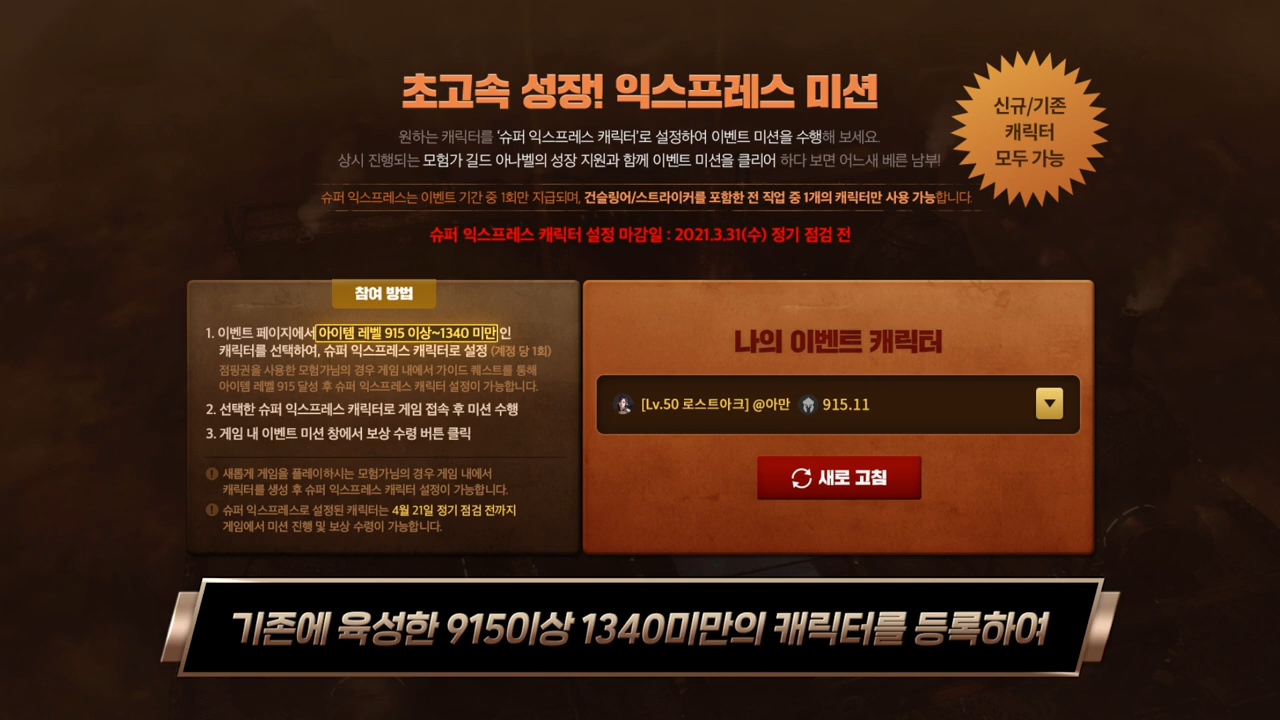 초고속 성장! 익스프레스 미션
신규/기존
캐릭터
모두 가능
원하는 캐릭터를 '슈퍼 익스프레스 캐릭터'로 설정하여 이벤트 미션을 수행해 보세요.
상시 진행되는 모험가 길드 아나벨의 성장 지원과 함께 이벤트 미션을 클리어 하다 보면 어느새 베른 남부!
슈퍼 익스프레스는 이벤트 기간 중 1회만 지급되며, 건슬링어/스트라이커를 포함한 전 직업 중 1개의 캐릭터만 사용 가능합니다.
슈퍼 익스프레스 캐릭터 설정 마감일 : 2021.3.31(수) 정기 점검 전
참여 방법
1. 이벤트 페이지에서 아이템 레벨 915 이상~1340 미만인
캐릭터를 선택하여, 슈퍼 익스프레스 캐릭터로 설정 (계정 당 1회)
점핑권을 사용한 모험가님의 경우 게임 내에서 가이드 퀘스트를 통해
아이템 레벨 915 달성 후 슈퍼 익스프레스 캐릭터 설정이 가능합니다.
2. 선택한 슈퍼 익스프레스 캐릭터로 게임 접속 후 미션 수행
3. 게임 내 이벤트 미션 창에서 보상 수령 버튼 클릭
새롭게 게임을 플레이하시는 모험가님의 경우 게임 내에서
캐릭터를 생성 후 슈퍼 익스프레스 캐릭터 설정이 가능합니다.
슈퍼 익스프레스로 설정된 캐릭터는 4월 21일 정기 점검 전까지
게임에서 미션 진행 및 보상 수령이 가능합니다.
나의 이벤트 캐릭터
[Lv.50 로스트아크] @아만 915.11
새로 고침
기존에 육성한 915이상 1340미만의 캐릭터를 등록하여